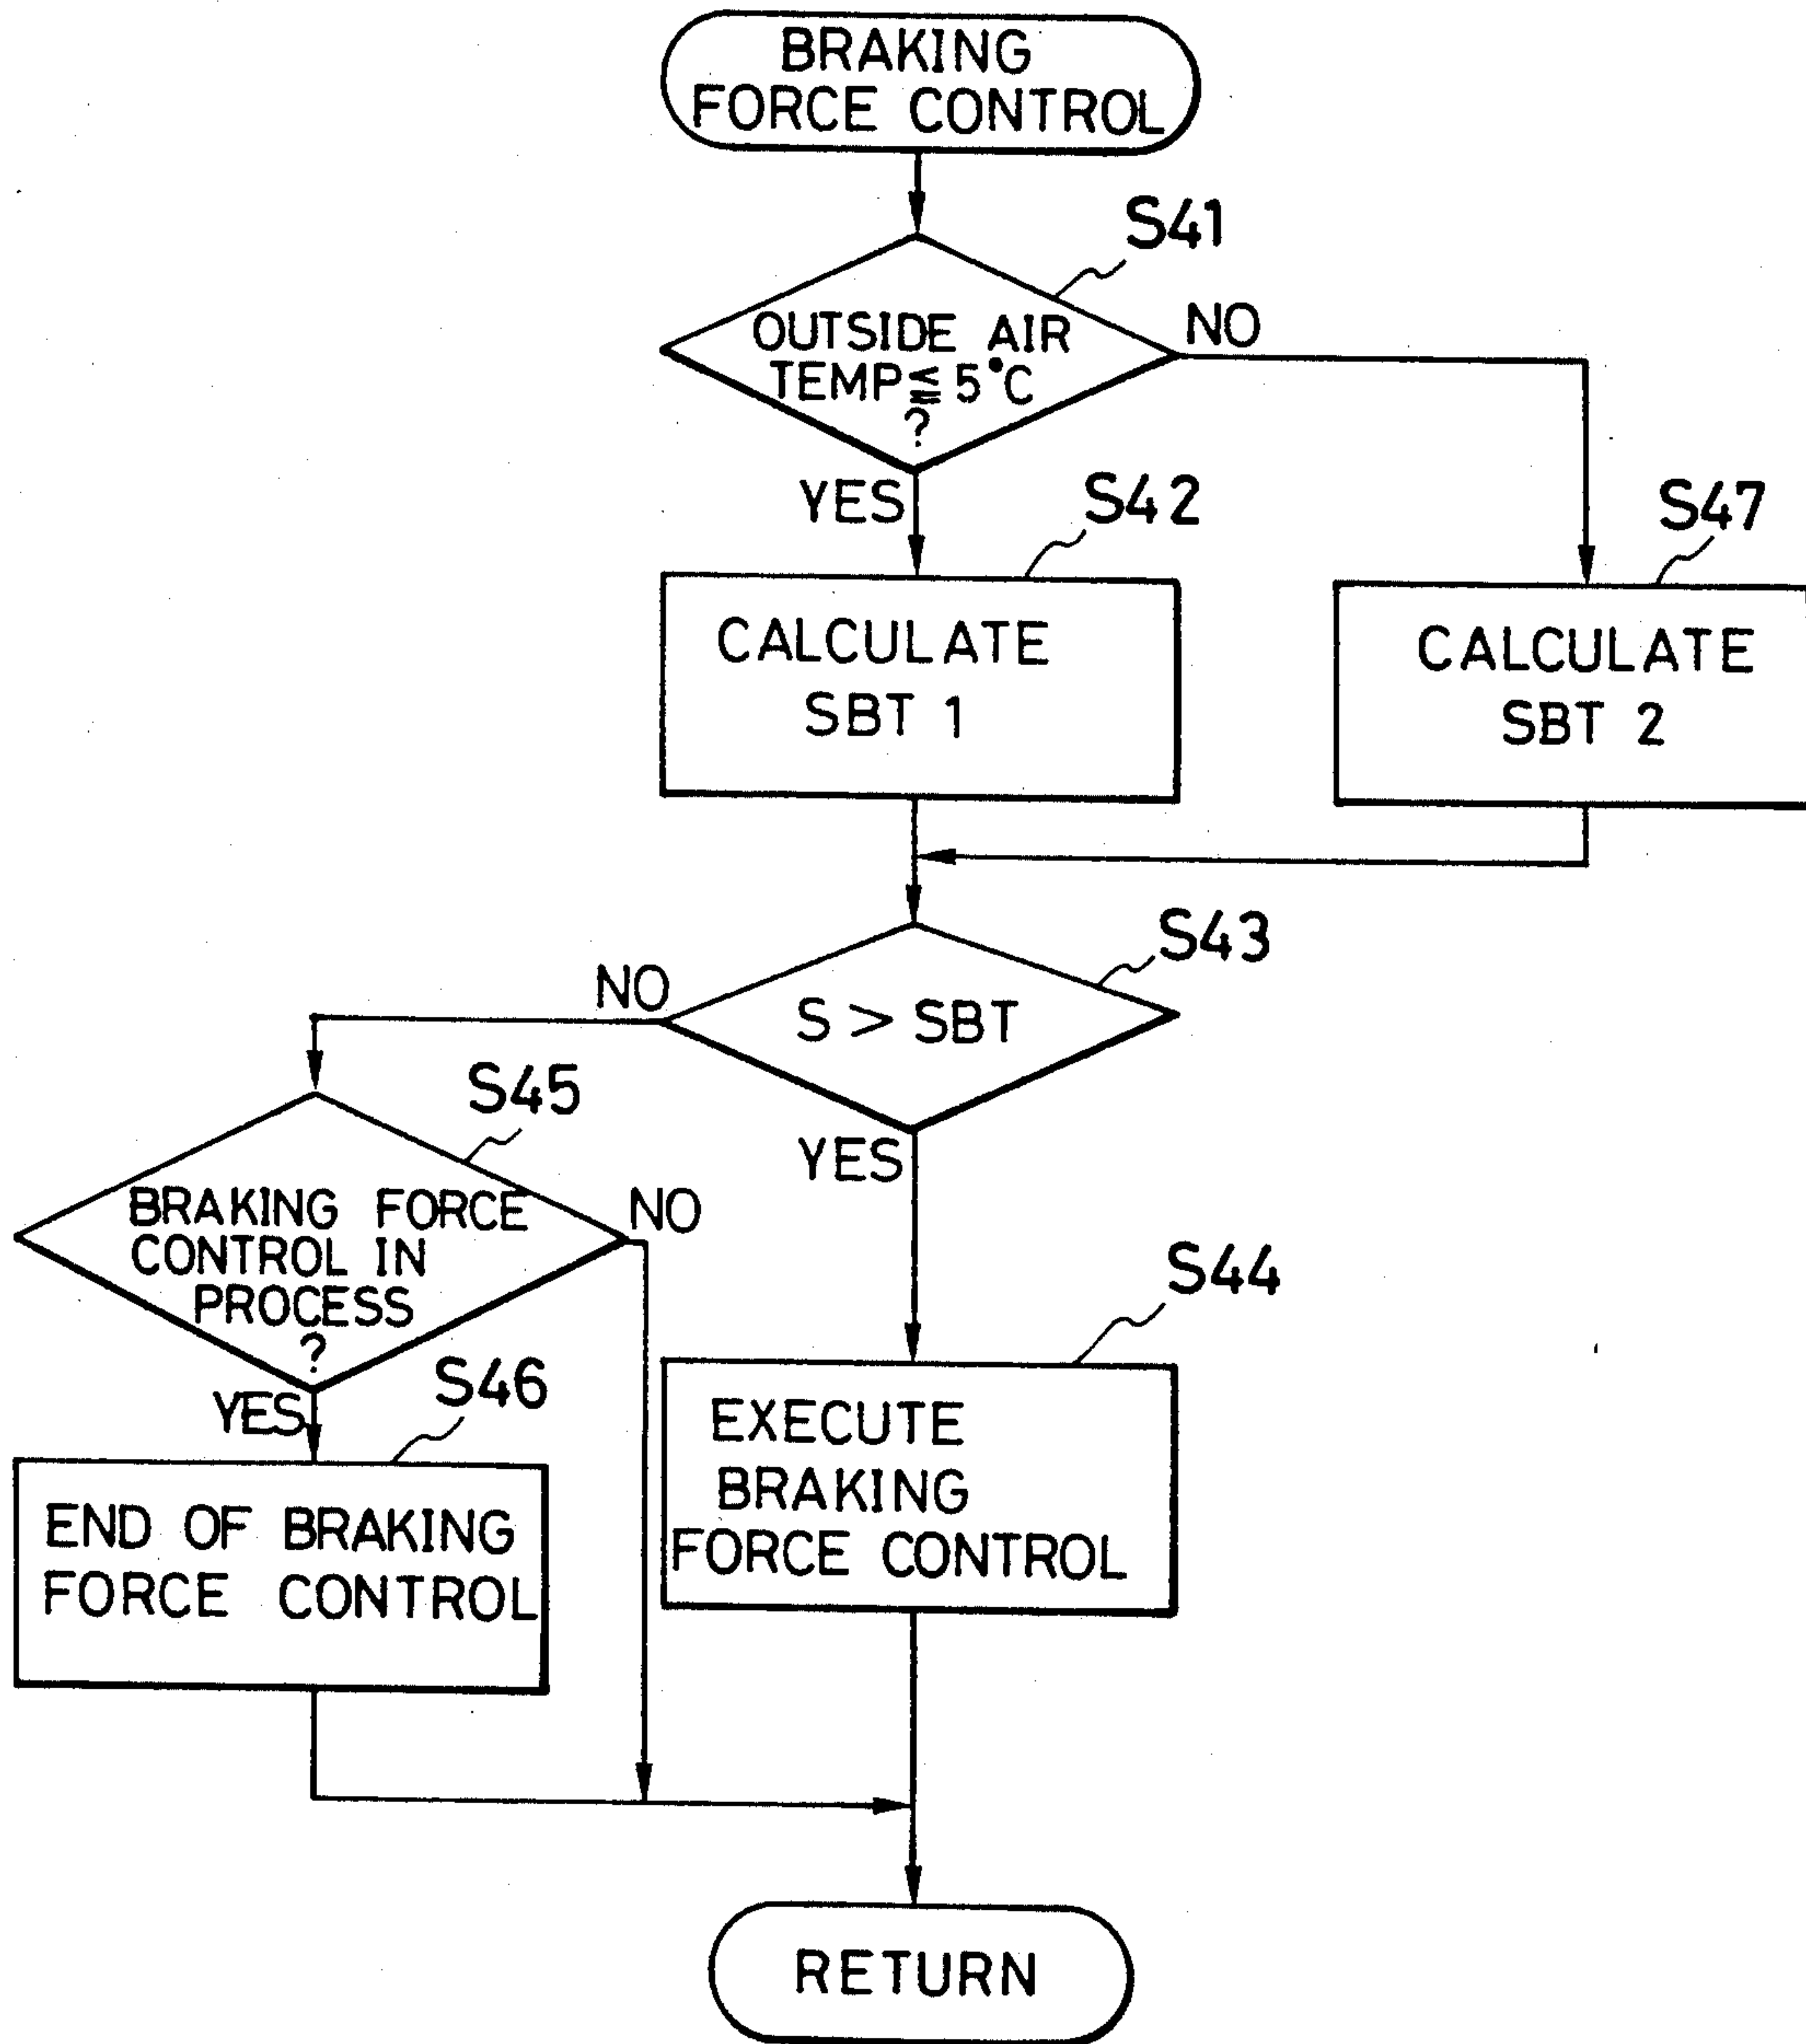 BRAKING
FORCE CONTROL
S41
OUTSIDE AIR
TEMP ≦ 5°C
?
NO
YES
S42
S47
CALCULATE
SBT 1
CALCULATE
SBT 2
S43
NO
S > SBT
YES
S45
BRAKING FORCE
CONTROL IN
PROCESS
?
NO
YES
S46
S44
END OF BRAKING
FORCE CONTROL
EXECUTE
BRAKING
FORCE CONTROL
RETURN